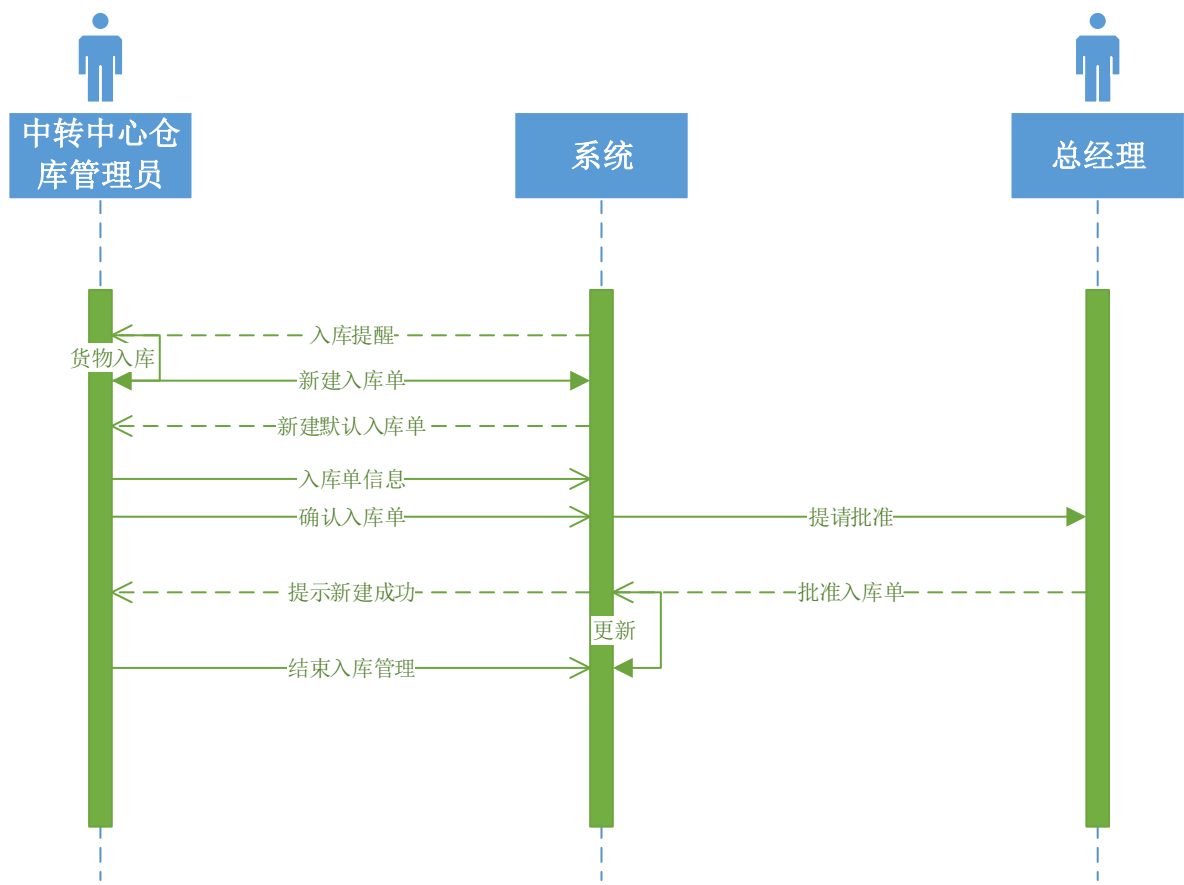 中转中心仓
库管理员
系统
总经理
入库提醒
货物入库
新建入库单
新建默认入库单
入库单信息
确认入库单
提请批准
提示新建成功
批准入库单
更新
结束入库管理